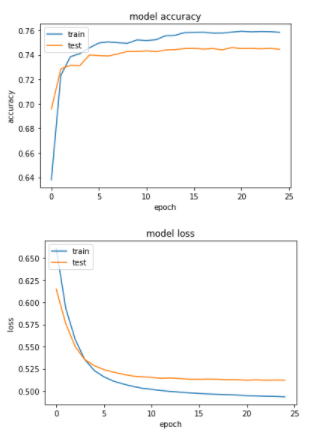 model accuracy
train
test
0.76
0.74
0.72
0.70
0.68
0.66
0.64
accuracy
0 5 10 15 20 25
epoch
model loss
train
test
0.650
0.625
0.600
0.575
0.550
0.525
0.500
loss
0 5 10 15 20 25
epoch